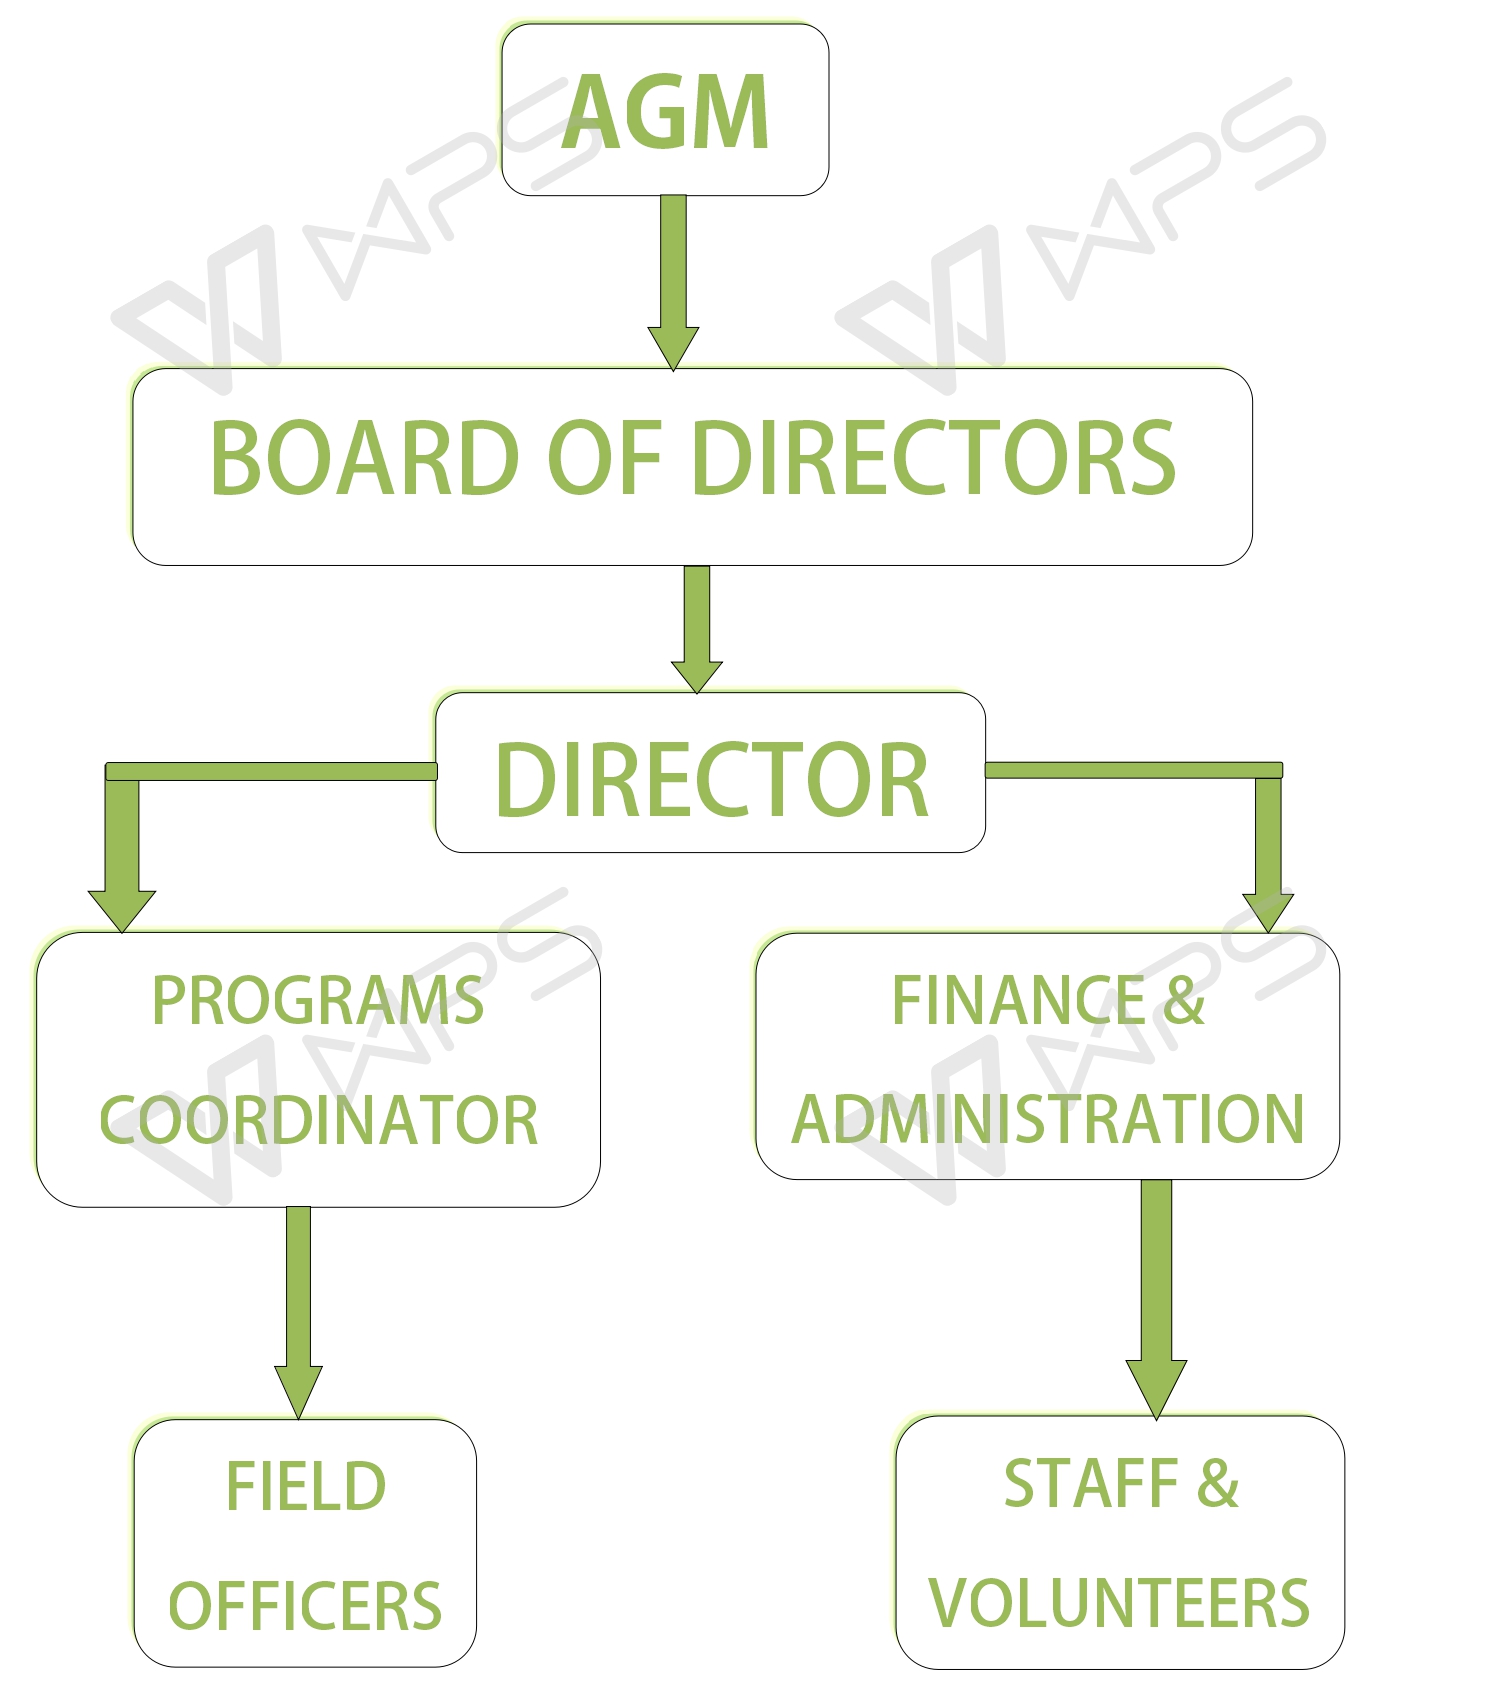 AGM
BOARD OF DIRECTORS
DIRECTOR
PROGRAMS
COORDINATOR
FINANCE &
ADMINISTRATION
FIELD
OFFICERS
STAFF &
VOLUNTEERS
WPS
WPS
WPS
WPS